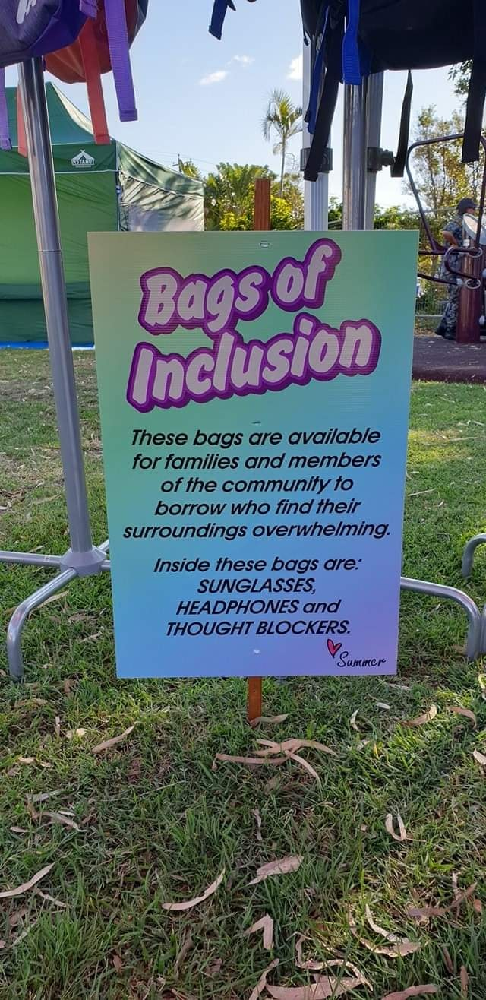 INSTAHUT
Bags of
Inclusion
These bags are available
for families and members
of the community to
borrow who find their
surroundings overwhelming.
Inside these bags are:
SUNGLASSES,
HEADPHONES and
THOUGHT BLOCKERS.
Summer